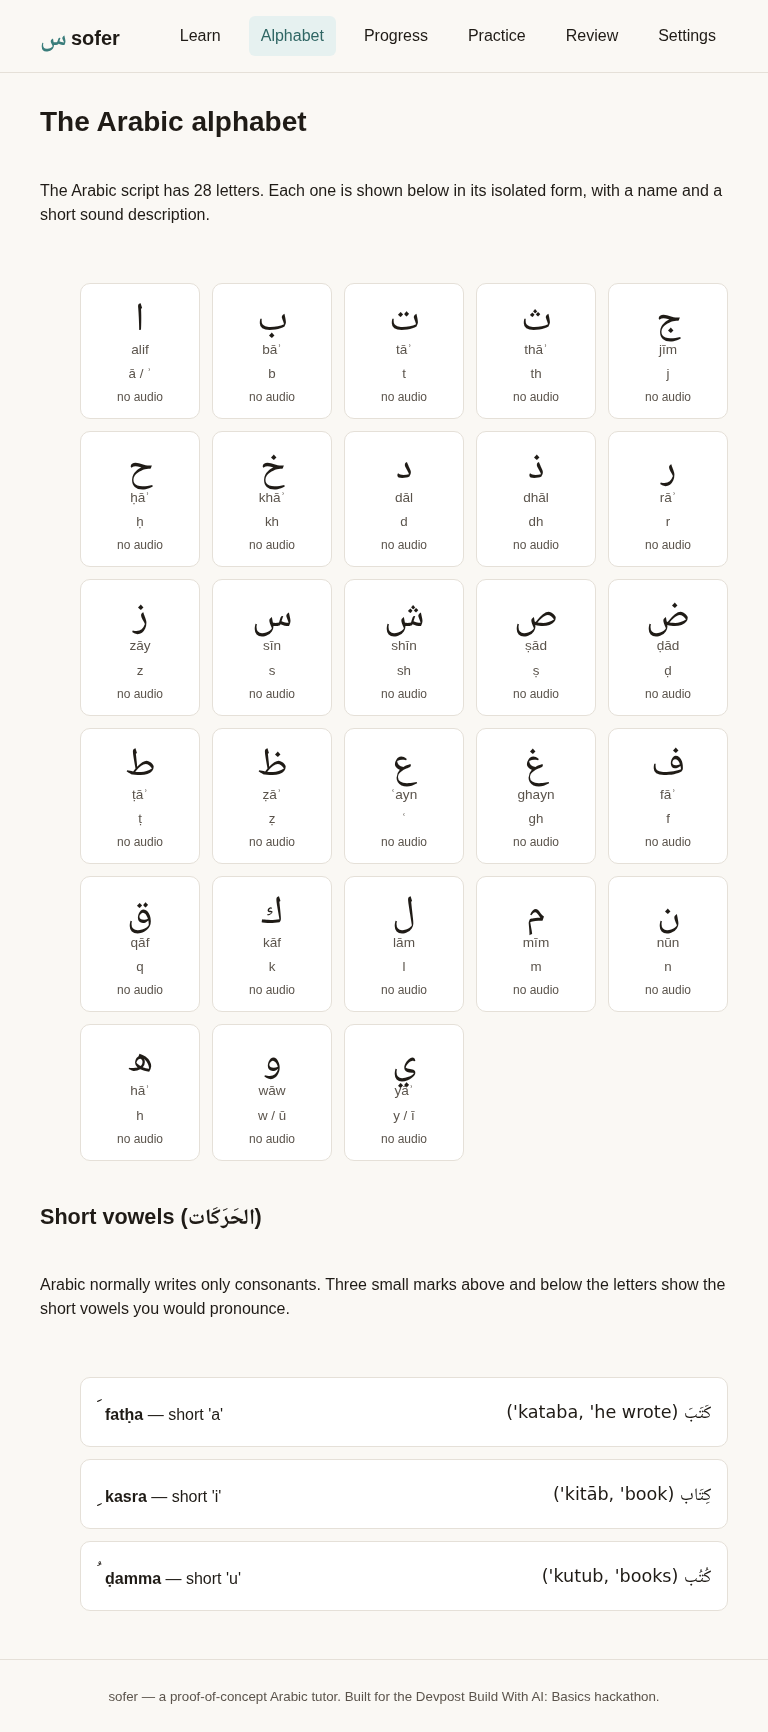 س sofer
Learn
Alphabet
Progress
Practice
Review
Settings
The Arabic alphabet
The Arabic script has 28 letters. Each one is shown below in its isolated form, with a name and a
short sound description.
ا
alif
ā / ʾ
no audio
ب
bāʾ
b
no audio
ت
tāʾ
t
no audio
ث
thāʾ
th
no audio
ج
jīm
j
no audio
ح
ḥāʾ
ḥ
no audio
خ
khāʾ
kh
no audio
د
dāl
d
no audio
ذ
dhāl
dh
no audio
ر
rāʾ
r
no audio
ز
zāy
z
no audio
س
sīn
s
no audio
ش
shīn
sh
no audio
ص
ṣād
ṣ
no audio
ض
ḍād
ḍ
no audio
ط
ṭāʾ
ṭ
no audio
ظ
ẓāʾ
ẓ
no audio
ع
ʿayn
ʿ
no audio
غ
ghayn
gh
no audio
ف
fāʾ
f
no audio
ق
qāf
q
no audio
ك
kāf
k
no audio
ل
lām
l
no audio
م
mīm
m
no audio
ن
nūn
n
no audio
ه
hāʾ
h
no audio
و
wāw
w / ū
no audio
ي
yāʾ
y / ī
no audio
Short vowels (الحَرَكَات)
Arabic normally writes only consonants. Three small marks above and below the letters show the
short vowels you would pronounce.
َ fatḥa — short 'a'
كَتَبَ (kataba, 'he wrote')
ِ kasra — short 'i'
كِتَاب (kitāb, 'book')
ُ ḍamma — short 'u'
كُتُب (kutub, 'books')
sofer — a proof-of-concept Arabic tutor. Built for the Devpost Build With AI: Basics hackathon.